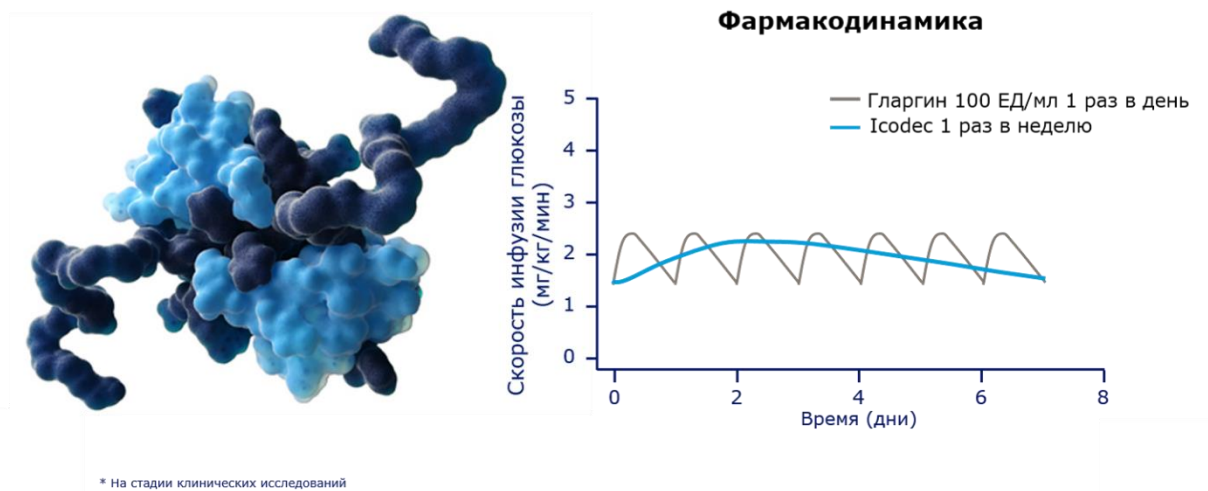 Фармакодинамика
Скорость инфузии глюкозы
(мг/кг/мин)
5
4
3
2
1
0
Гларгин 100 ЕД/мл 1 раз в день
Icodec 1 раз в неделю
0 2 4 6 8
Время (дни)
* На стадии клинических исследований